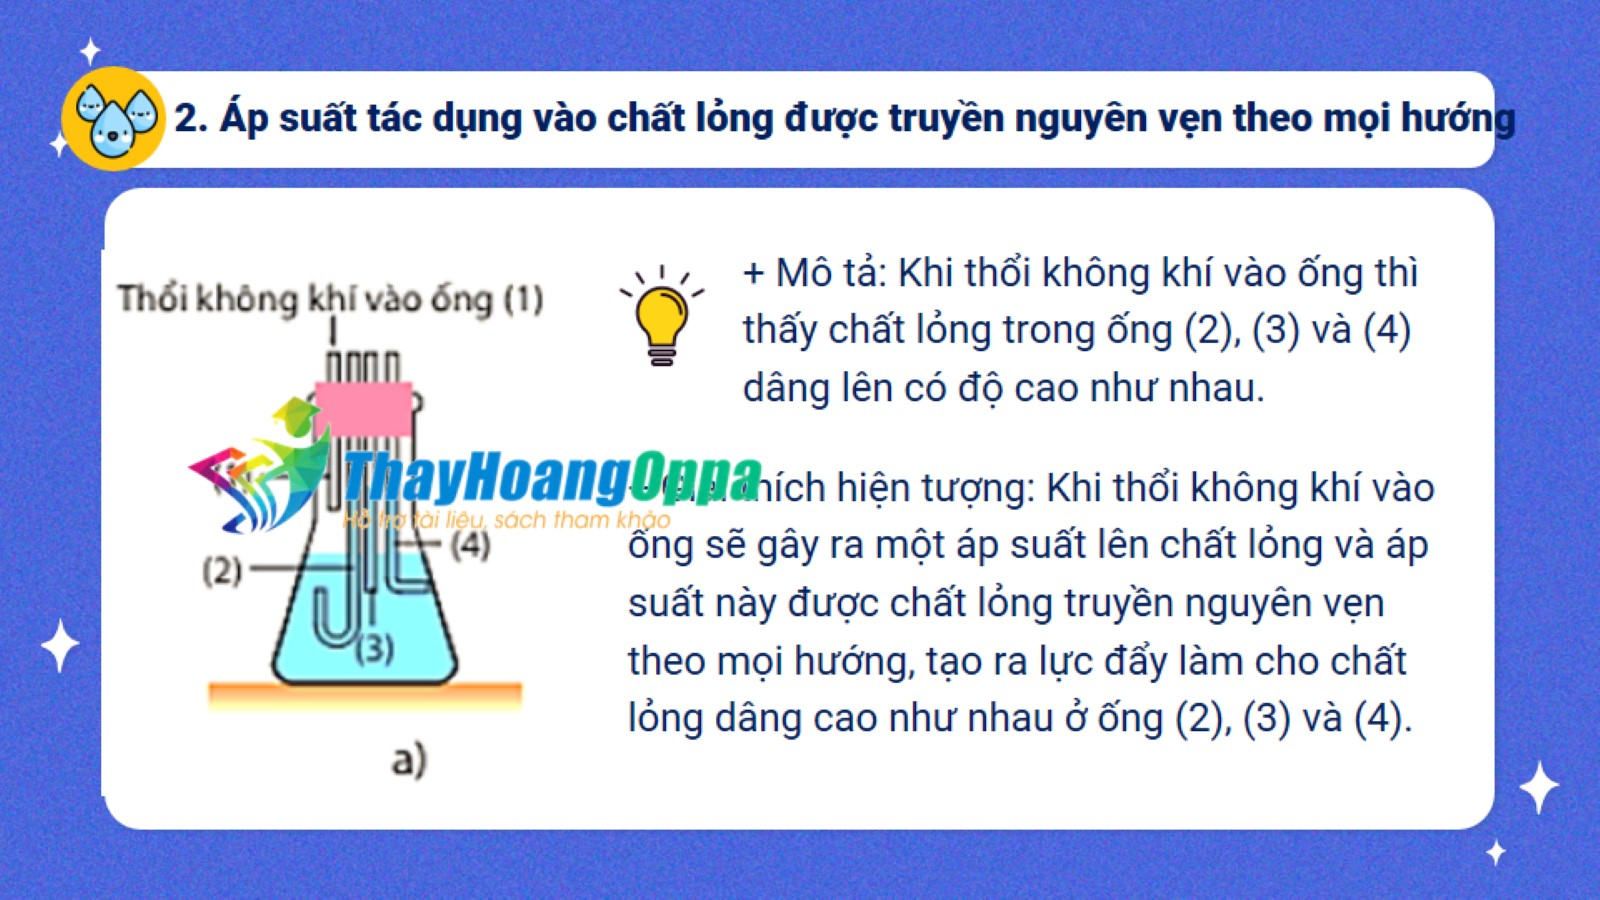 2. Áp suất tác dụng vào chất lỏng được truyền nguyên vẹn theo mọi hướng
Thổi không khí vào ống (1)
(2)
(3)
(4)
a)
ThayHoangOppa
Hỗ trợ tài liệu, sách tham khảo
+ Mô tả: Khi thổi không khí vào ống thì
thấy chất lỏng trong ống (2), (3) và (4)
dâng lên có độ cao như nhau.
thích hiện tượng: Khi thổi không khí vào
ống sẽ gây ra một áp suất lên chất lỏng và áp
suất này được chất lỏng truyền nguyên vẹn
theo mọi hướng, tạo ra lực đẩy làm cho chất
lỏng dâng cao như nhau ở ống (2), (3) và (4).